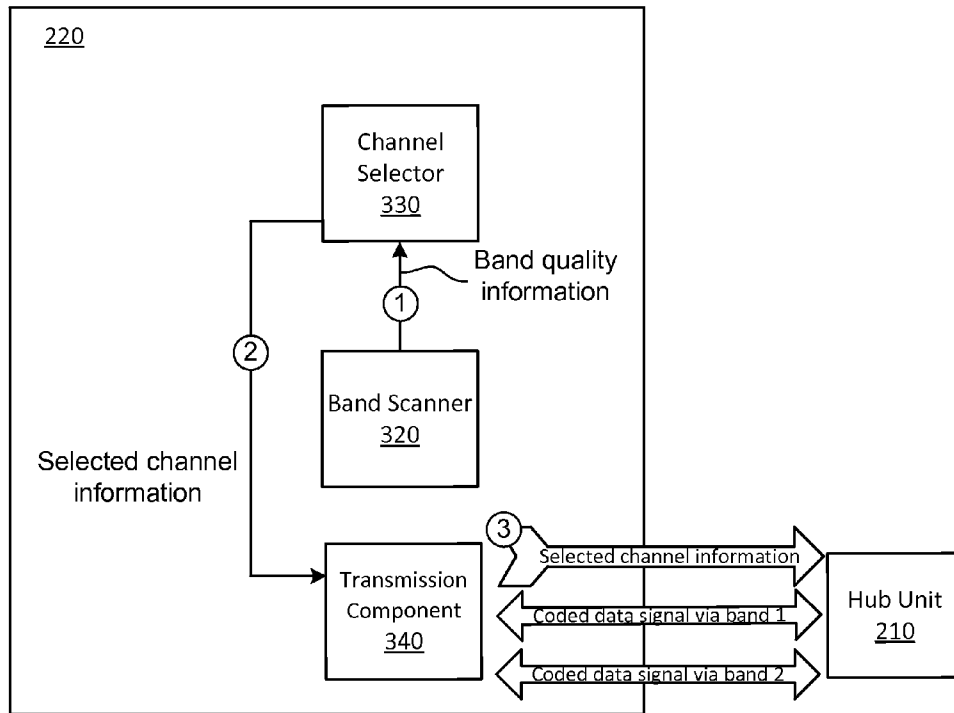 220
Channel
Selector
330
Band quality
information
1
2
Band Scanner
320
Selected channel
information
3
Selected channel information
Transmission
Component
340
Coded data signal via band 1
Hub Unit
210
Coded data signal via band 2